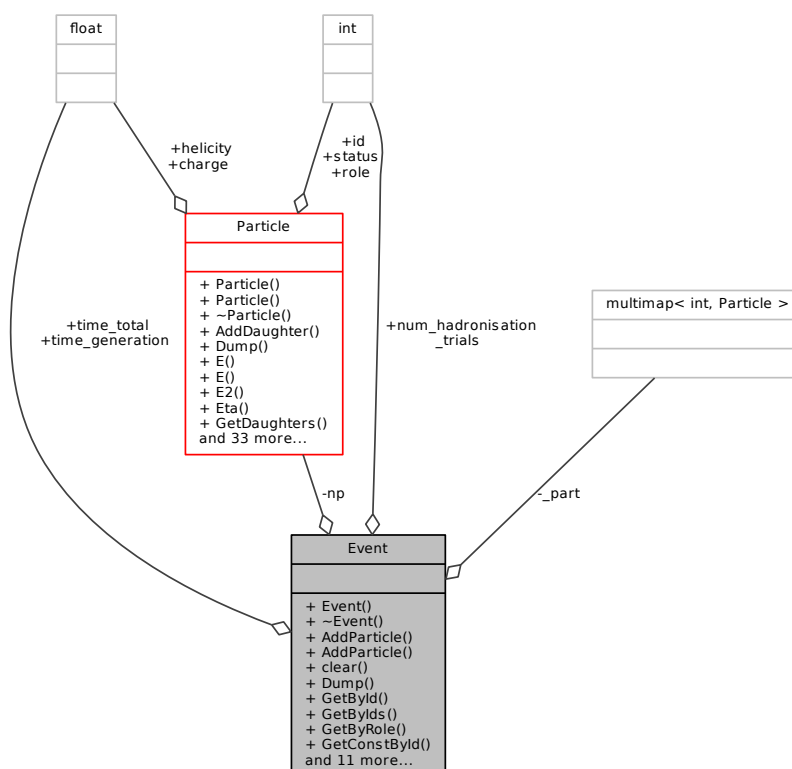 float
int
+helicity
+charge
+id
+status
+role
Particle
+ Particle()
+ Particle()
+ ~Particle()
+ AddDaughter()
+ Dump()
+ E()
+ E()
+ E2()
+ Eta()
+ GetDaughters()
and 33 more...
+time_total
+time_generation
+num_hadronisation
_trials
multimap< int, Particle >
-np
-_part
Event
+ Event()
+ ~Event()
+ AddParticle()
+ AddParticle()
+ clear()
+ Dump()
+ GetById()
+ GetByIds()
+ GetByRole()
+ GetConstById()
and 11 more...